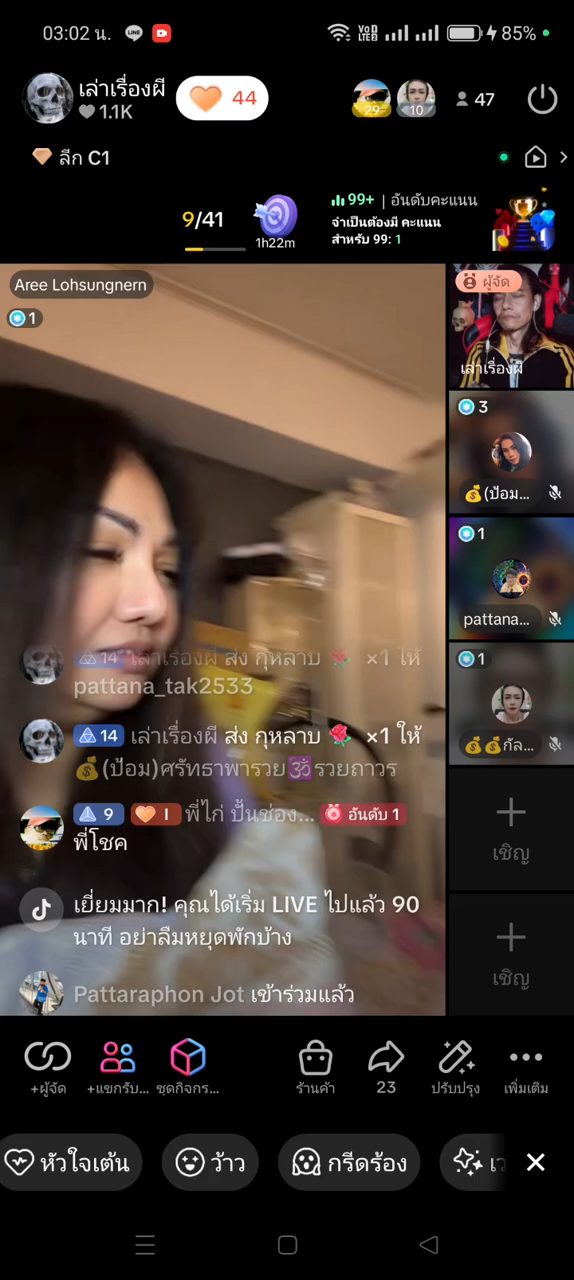 03:02 น.
LINE
VoD LTE2
85%
เล่าเรื่องผี
1.1K
44
29
10
47
ลีก C1
9/41
1h22m
99+ | อันดับคะแนน
จำเป็นต้องมี คะแนน
สำหรับ 99: 1
Aree Lohsungnern
1
ผู้จัด
เล่าเรื่องผี
3
💰(ป้อม...
1
pattana...
1
💰💰กัล...
14 เล่าเรื่องผี ส่ง กุหลาบ 🌹 ×1 ให้
pattana_tak2533
14 เล่าเรื่องผี ส่ง กุหลาบ 🌹 ×1 ให้
💰(ป้อม)ศรัทธาพารวย🕉️รวยถาวร
9 I พี่ไก่ ปั้นช่อง... อันดับ 1
พี่โชค
เยี่ยมมาก! คุณได้เริ่ม LIVE ไปแล้ว 90
นาที อย่าลืมหยุดพักบ้าง
Pattaraphon Jot เข้าร่วมแล้ว
เชิญ
เชิญ
+ผู้จัด
+แขกรับ...
ชุดกิจกร...
ร้านค้า
23
ปรับปรุง
เพิ่มเติม
หัวใจเต้น
ว้าว
กรีดร้อง